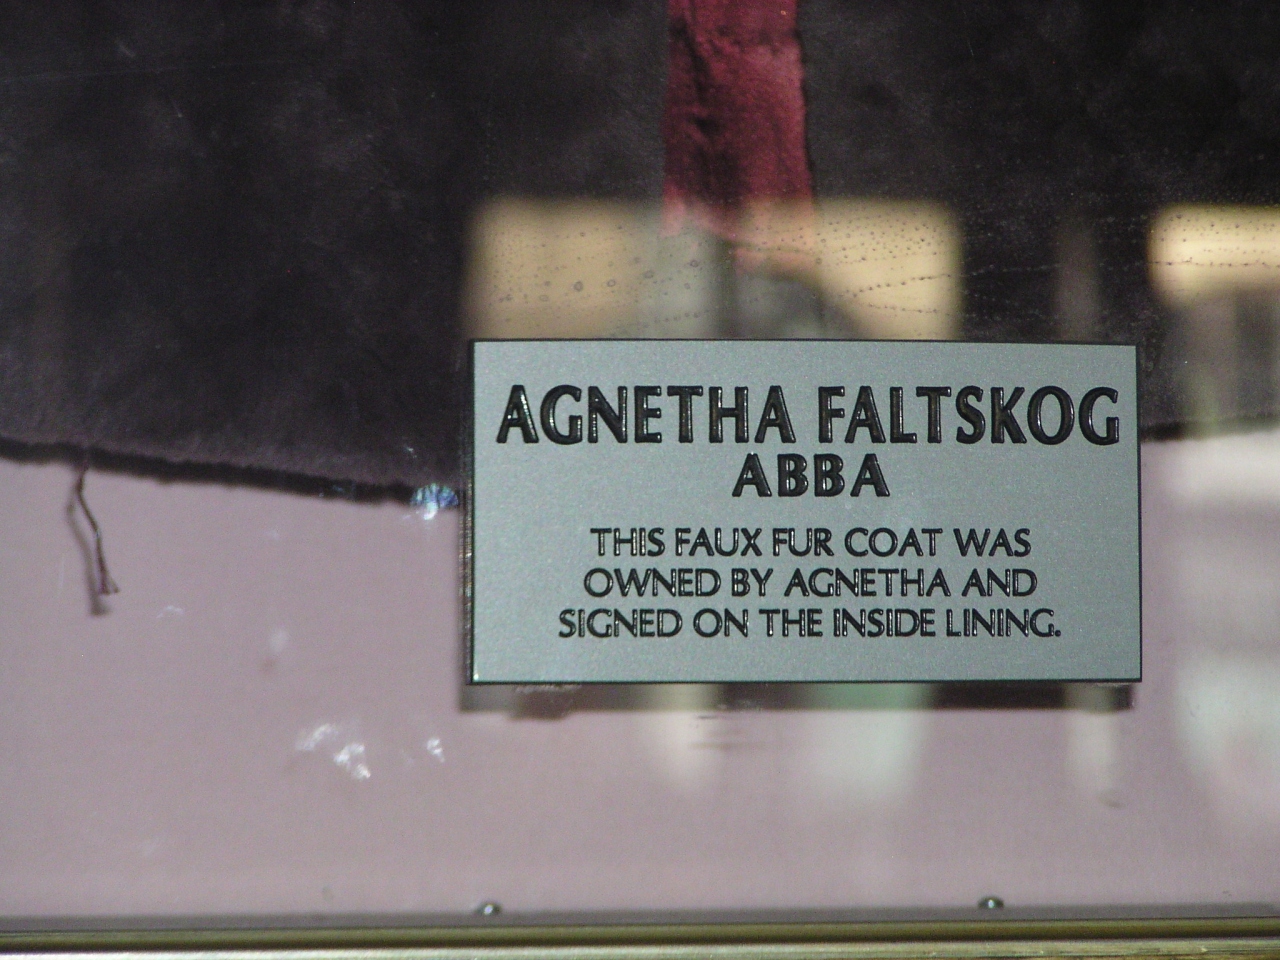 AGNETHA FALTSKOG
ABBA
THIS FAUX FUR COAT WAS
OWNED BY AGNETHA AND
SIGNED ON THE INSIDE LINING.